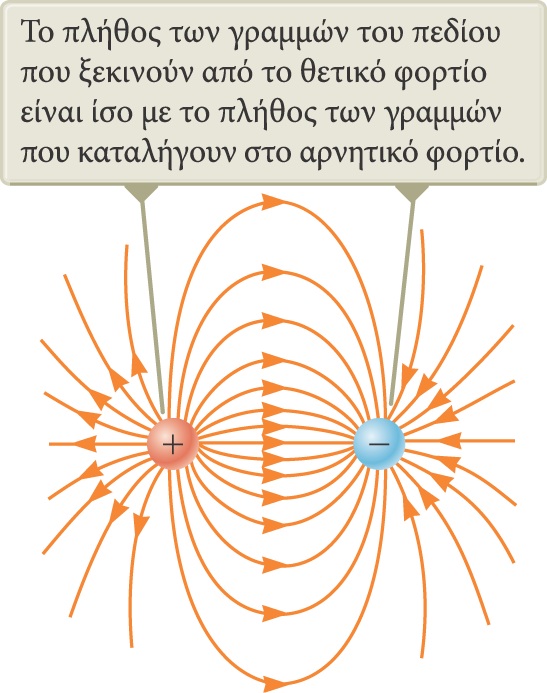 Το πλήθος των γραμμών του πεδίου
που ξεκινούν από το θετικό φορτίο
είναι ίσο με το πλήθος των γραμμών
που καταλήγουν στο αρνητικό φορτίο.
+ −